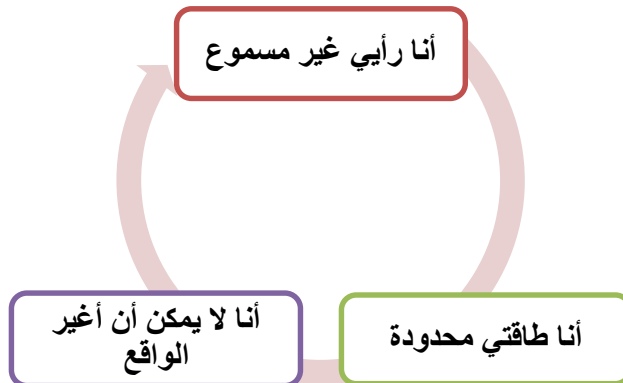 أنا رأيي غير مسموع
أنا طاقتي محدودة
أنا لا يمكن أن أغير
الواقع